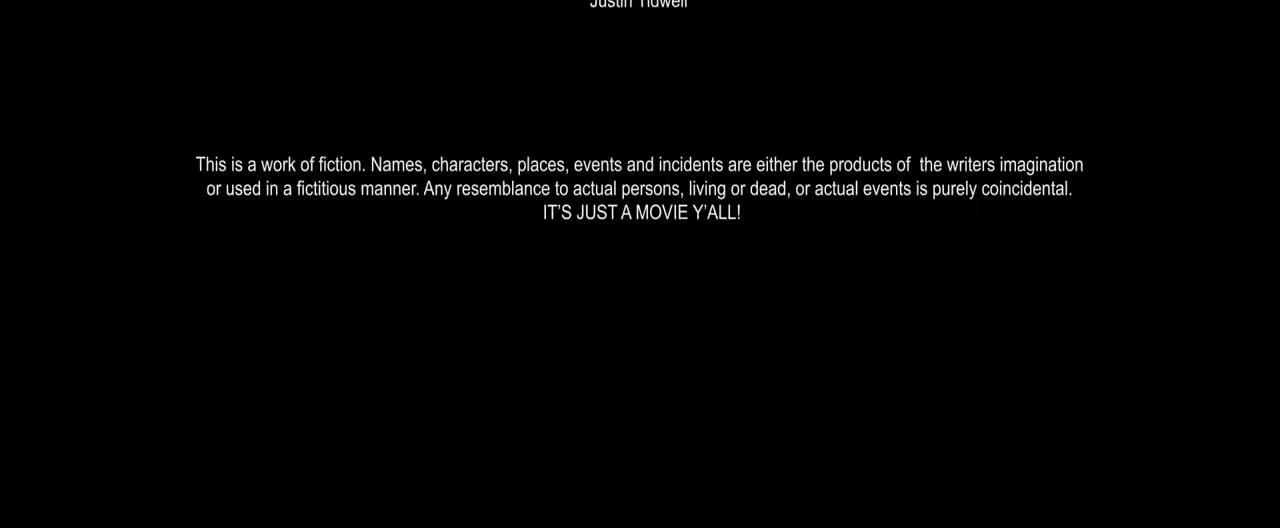 Justin Tidwell
This is a work of fiction. Names, characters, places, events and incidents are either the products of  the writers imagination
or used in a fictitious manner. Any resemblance to actual persons, living or dead, or actual events is purely coincidental.
IT'S JUST A MOVIE Y'ALL!